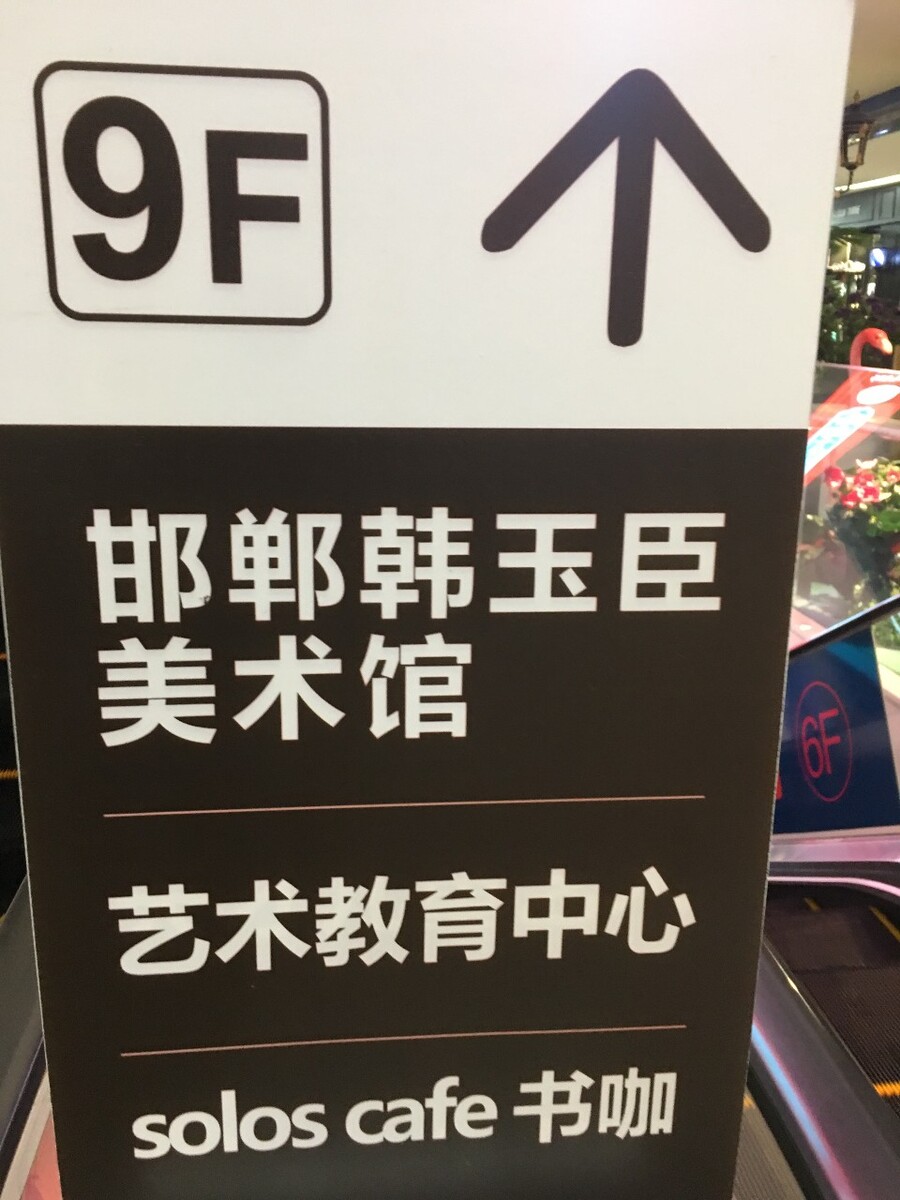 9F
邯郸韩玉臣
美术馆
艺术教育中心
solos cafe 书咖
6F